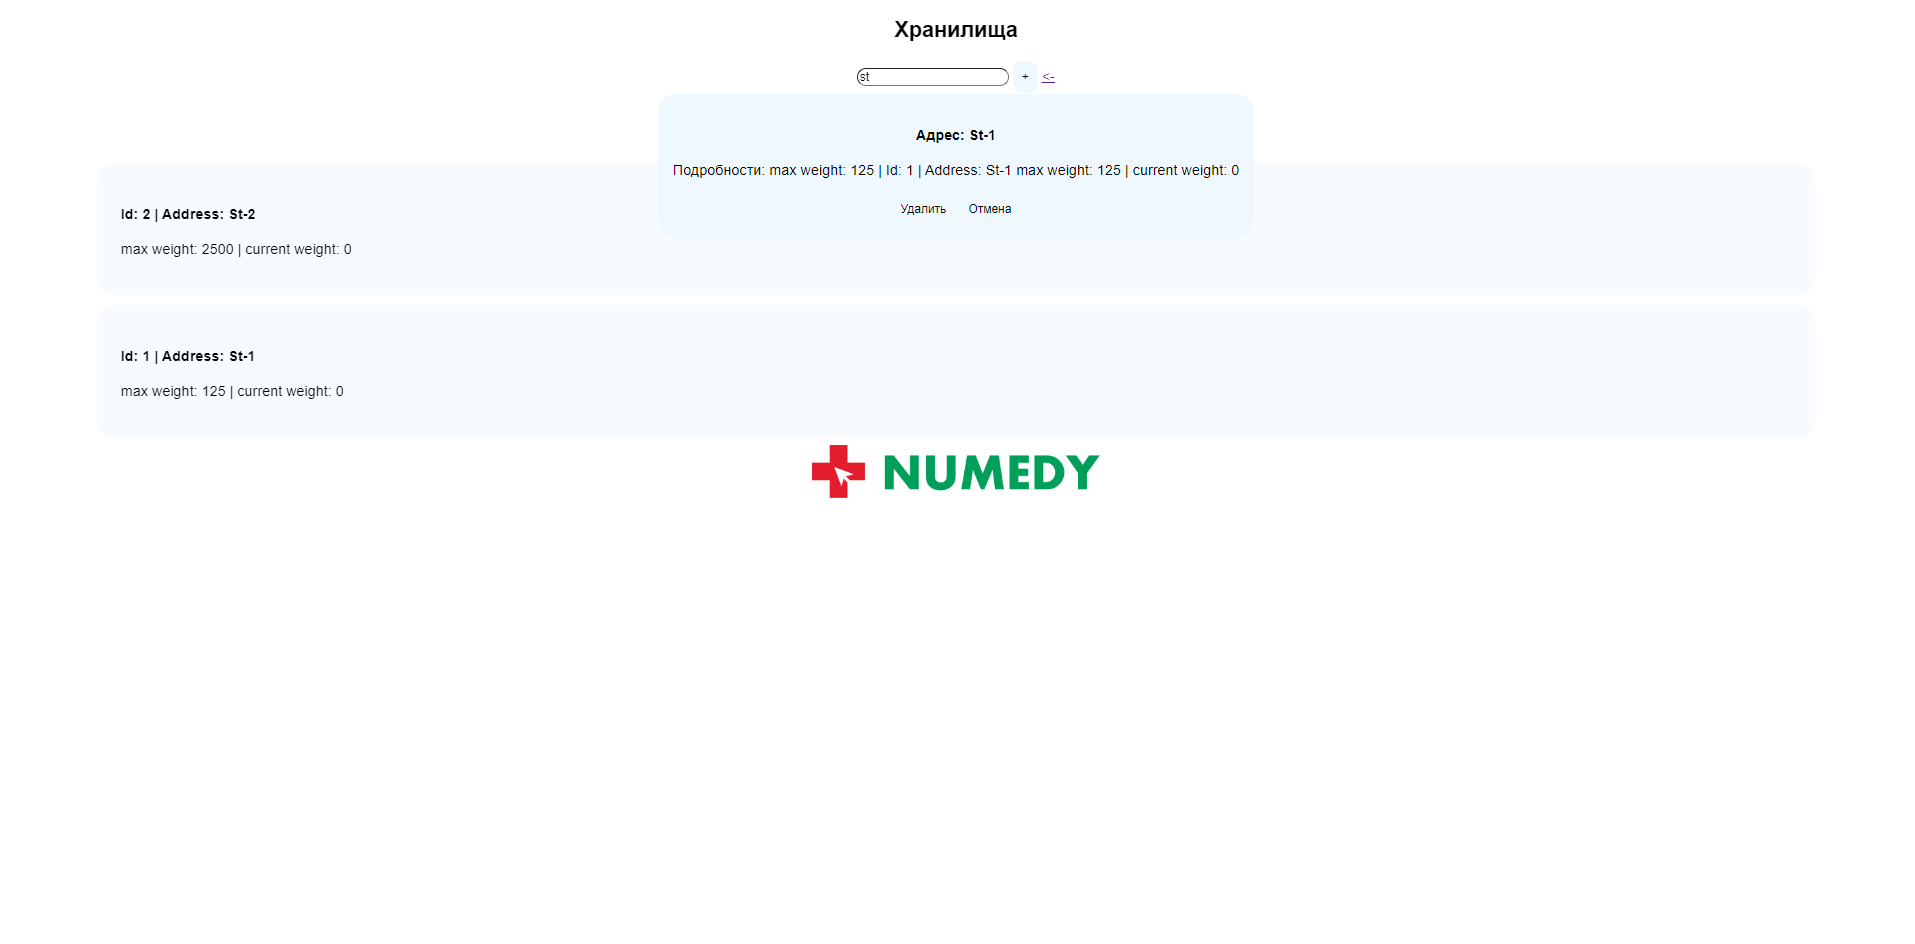 Хранилища
st + <-
Адрес: St-1
Подробности: max weight: 125 | Id: 1 | Address: St-1 max weight: 125 | current weight: 0
Удалить Отмена
Id: 2 | Address: St-2
max weight: 2500 | current weight: 0
Id: 1 | Address: St-1
max weight: 125 | current weight: 0
NUMEDY